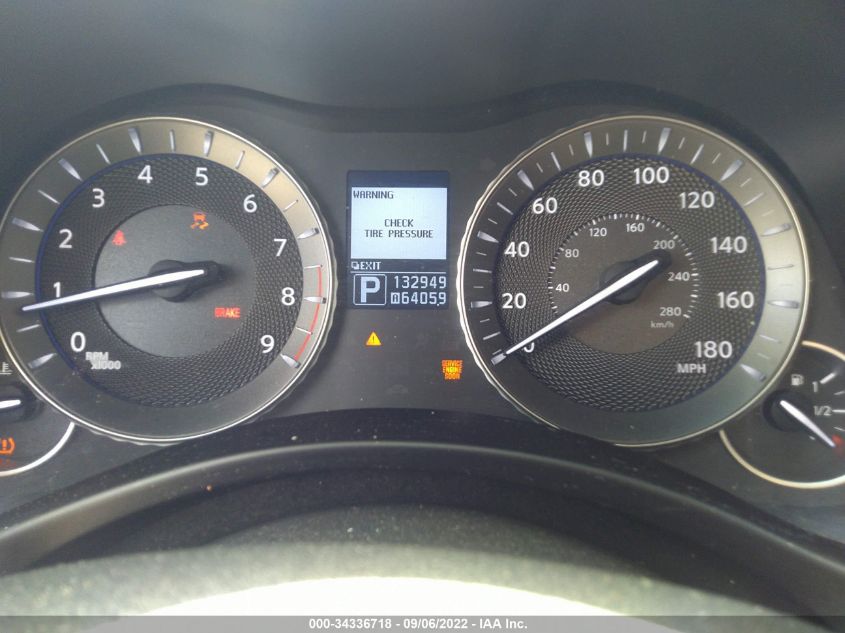 0
1
2
3
4
5
6
7
8
9
RPM
X1000
BRAKE
WARNING
CHECK
TIRE PRESSURE
EXIT
P
132949
64059
SERVICE
ENGINE
SOON
0
20
40
60
80
100
120
140
160
180
MPH
40
80
120
160
200
240
280
km/h
1
1/2
000-34336718 - 09/06/2022 - IAA Inc.